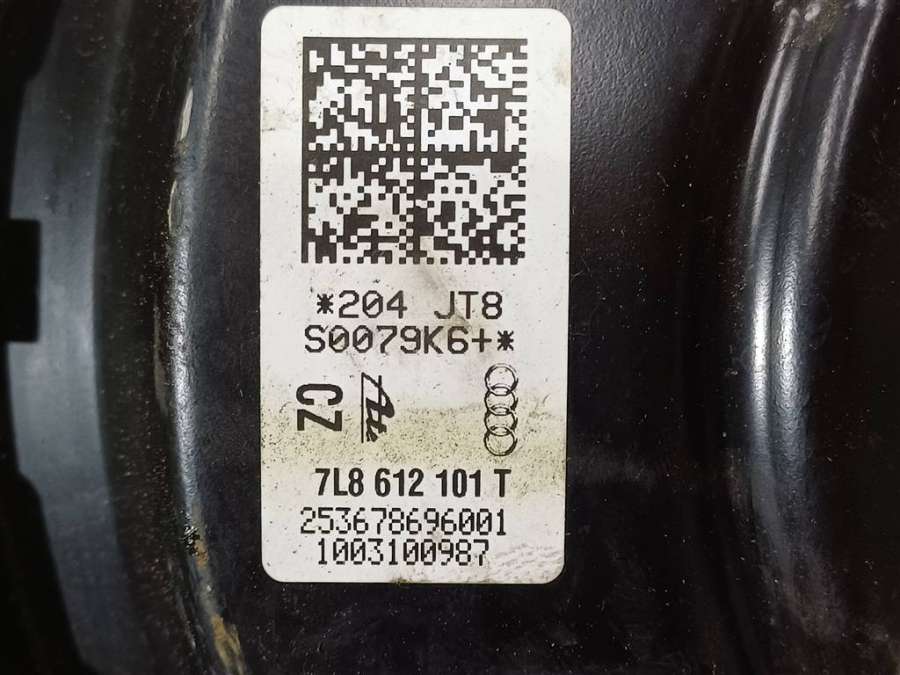 *204 JT8
S0079K6+*
CZ
Ate
7L8 612 101 T
253678696001
1003100987